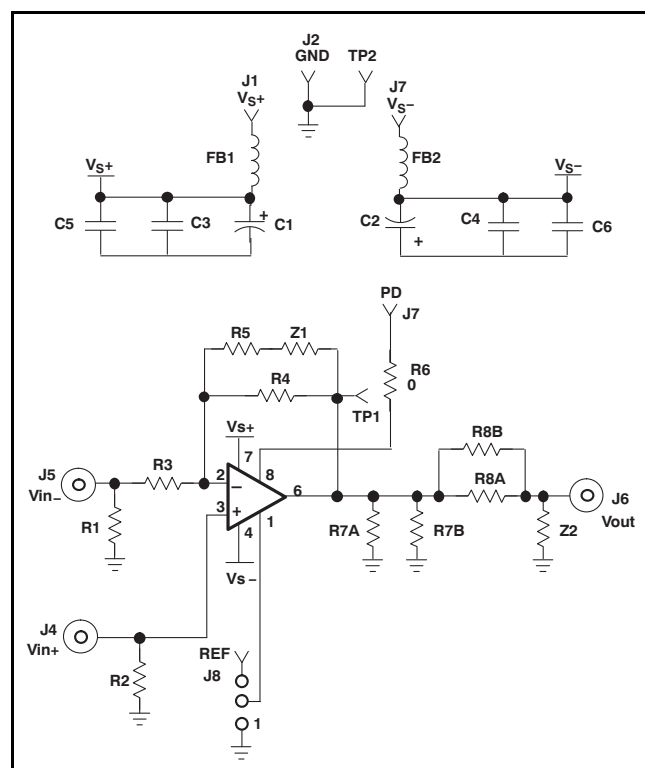 J2
GND TP2
J1
VS+
J7
VS−
FB1 FB2
VS+ VS−
C5 C3 + C1 C2 + C4 C6
PD
J7
R5 Z1
R6
0
R4
TP1
Vs+
7
R8B
J5
Vin−
R3
2 − 8
6
R8A
J6
Vout
R1
3 + 1
4
R7A R7B Z2
Vs−
J4
Vin+
R2
REF
J8
1